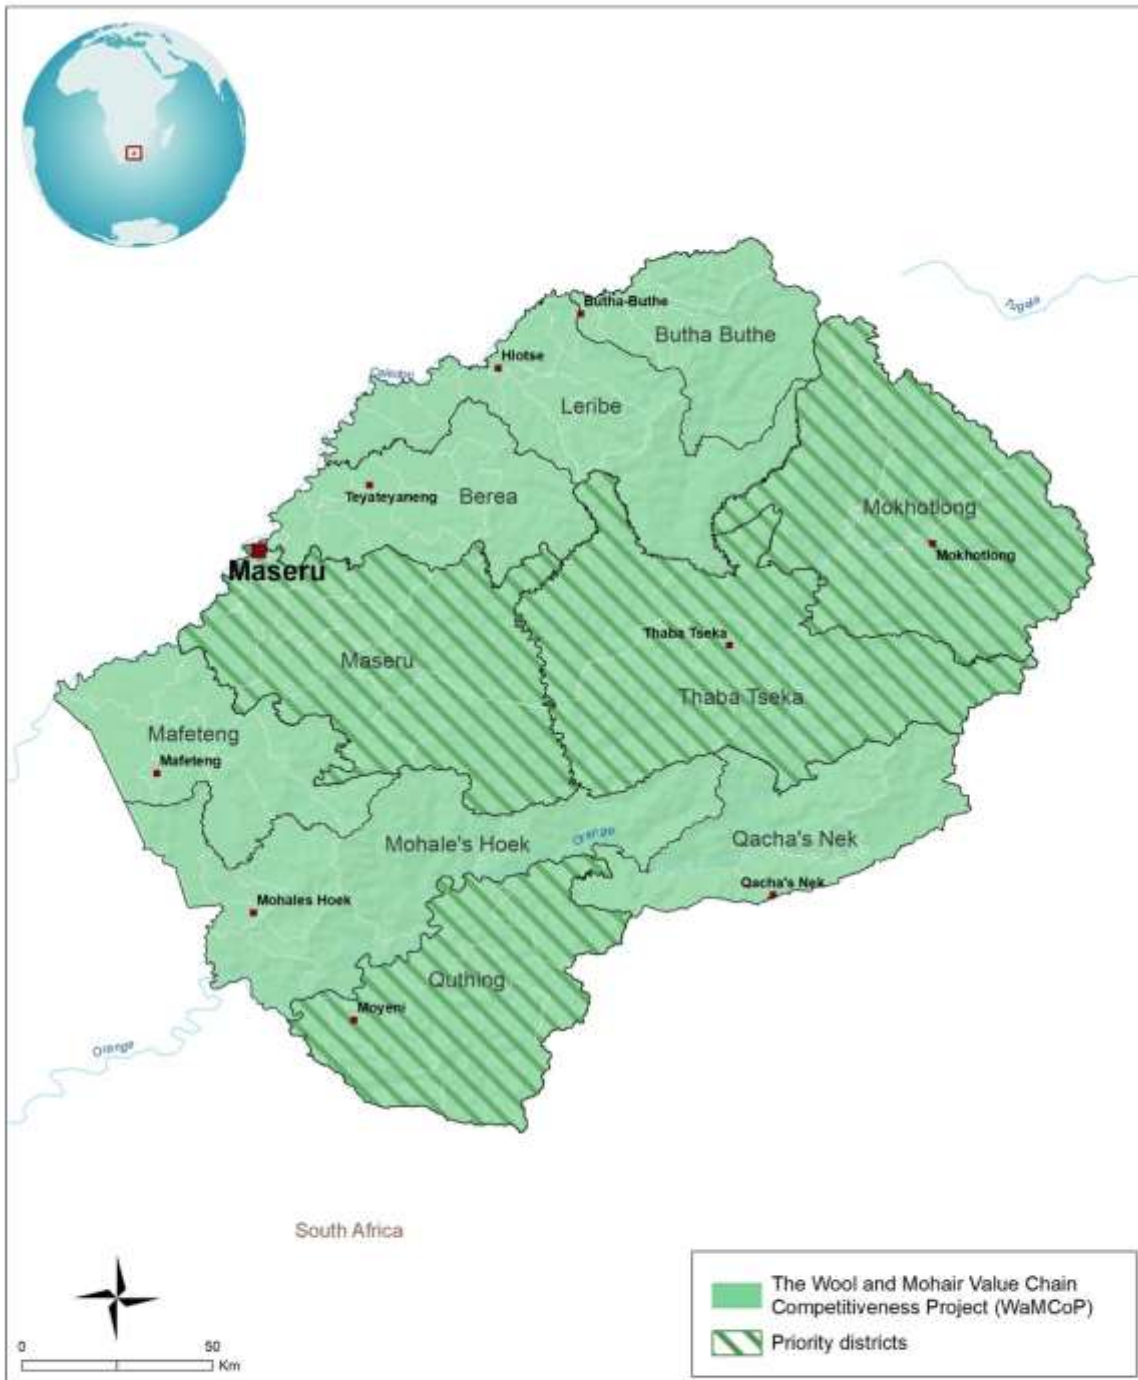 Tugela
Butha-Buthe
Butha Buthe
Hlotse
Caledon
Leribe
Teyateyaneng
Berea
Mokhotlong
Mokhotlong
Maseru
Thaba Tseka
Maseru
Thaba Tseka
Mafeteng
Mafeteng
Orange
Mohale's Hoek
Qacha's Nek
Qacha's Nek
Mohales Hoek
Quthing
Moyeni
Orange
South Africa
The Wool and Mohair Value Chain
Competitiveness Project (WaMCoP)
Priority districts
0 50
Km